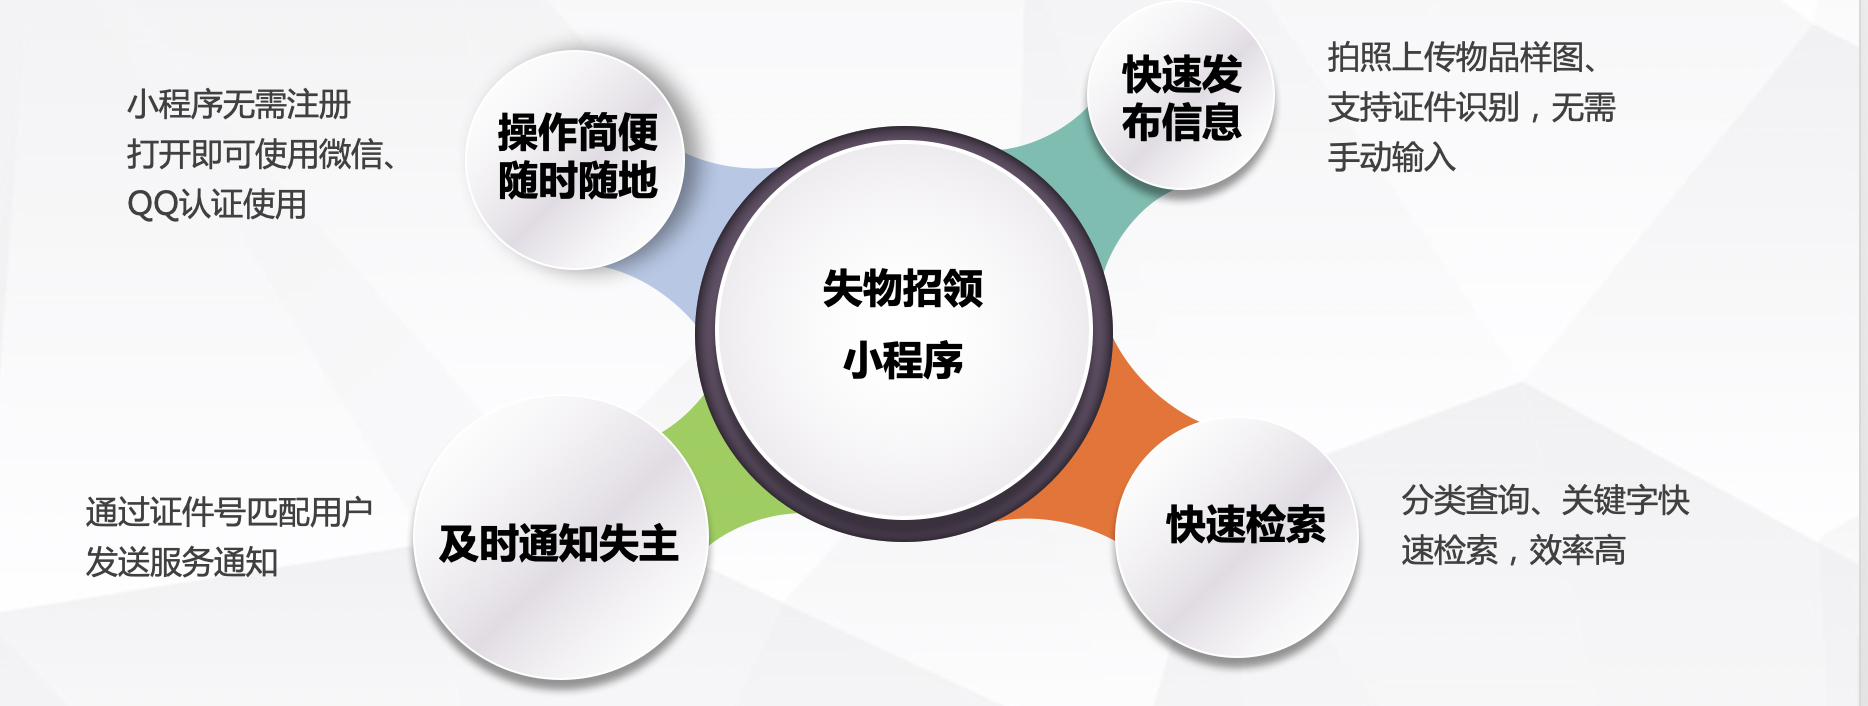 小程序无需注册
打开即可使用微信、
QQ认证使用
操作简便
随时随地
快速发
布信息
拍照上传物品样图、
支持证件识别，无需
手动输入
失物招领
小程序
通过证件号匹配用户
发送服务通知
及时通知失主
快速检索
分类查询、关键字快
速检索，效率高